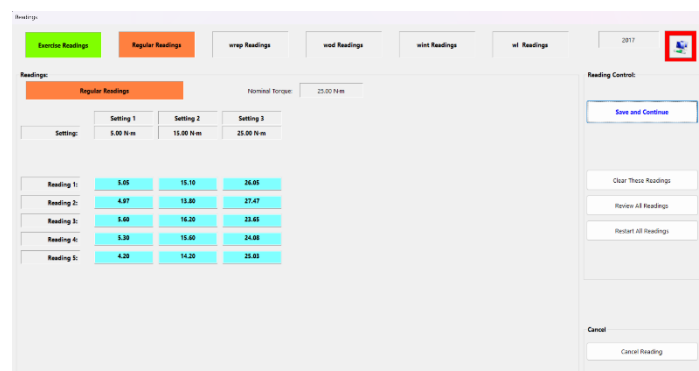 Readings
Exercise Readings Regular Readings wrep Readings wod Readings wint Readings wl Readings 2017
Readings: Reading Control:
Regular Readings Nominal Torque: 25.00 N·m
Setting 1 Setting 2 Setting 3 Save and Continue
Setting: 5.00 N·m 15.00 N·m 25.00 N·m
Reading 1: 5.05 15.10 26.05 Clear These Readings
Reading 2: 4.97 13.80 27.47 Review All Readings
Reading 3: 5.60 16.20 23.65
Reading 4: 5.30 15.60 24.08 Restart All Readings
Reading 5: 4.20 14.20 25.03
Cancel
Cancel Reading